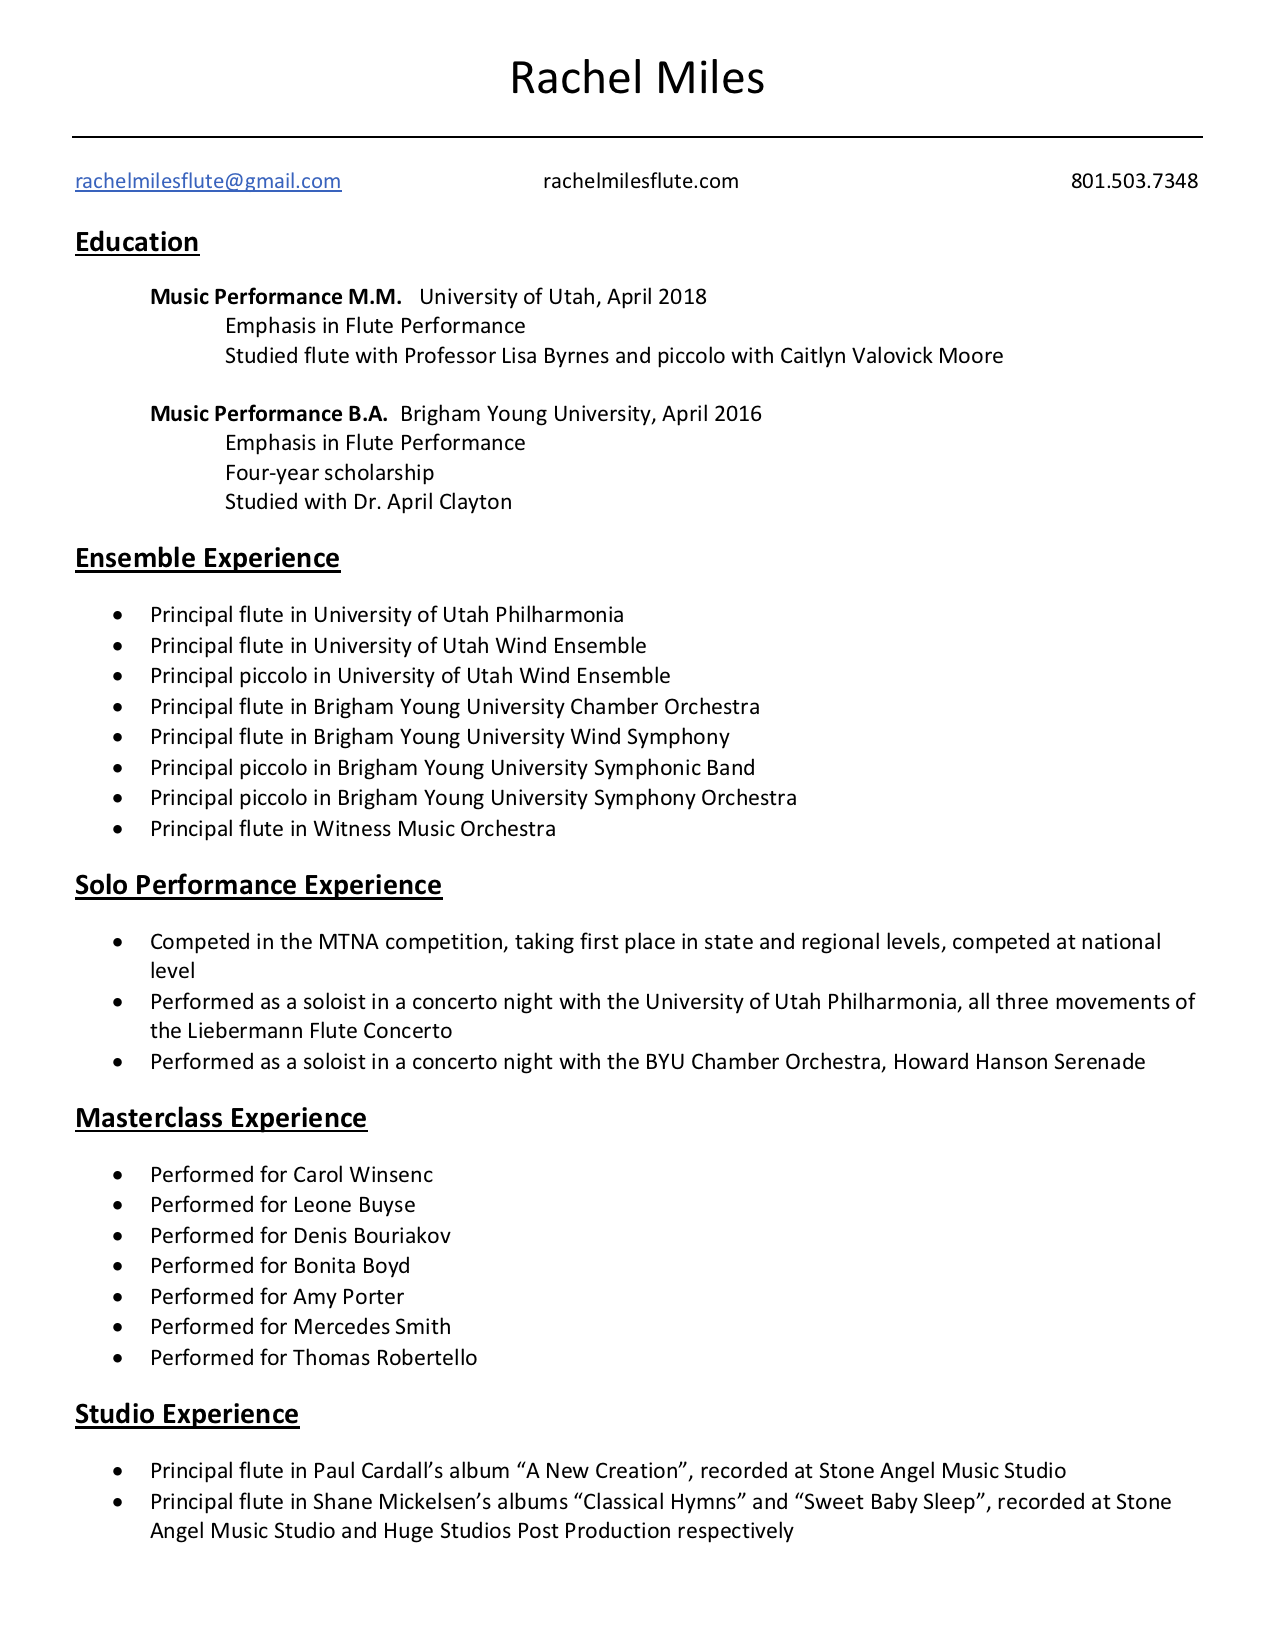 Rachel Miles
rachelmilesflute@gmail.com rachelmilesflute.com 801.503.7348
Education
Music Performance M.M. University of Utah, April 2018
Emphasis in Flute Performance
Studied flute with Professor Lisa Byrnes and piccolo with Caitlyn Valovick Moore
Music Performance B.A. Brigham Young University, April 2016
Emphasis in Flute Performance
Four-year scholarship
Studied with Dr. April Clayton
Ensemble Experience
• Principal flute in University of Utah Philharmonia
• Principal flute in University of Utah Wind Ensemble
• Principal piccolo in University of Utah Wind Ensemble
• Principal flute in Brigham Young University Chamber Orchestra
• Principal flute in Brigham Young University Wind Symphony
• Principal piccolo in Brigham Young University Symphonic Band
• Principal piccolo in Brigham Young University Symphony Orchestra
• Principal flute in Witness Music Orchestra
Solo Performance Experience
• Competed in the MTNA competition, taking first place in state and regional levels, competed at national
level
• Performed as a soloist in a concerto night with the University of Utah Philharmonia, all three movements of
the Liebermann Flute Concerto
• Performed as a soloist in a concerto night with the BYU Chamber Orchestra, Howard Hanson Serenade
Masterclass Experience
• Performed for Carol Winsenc
• Performed for Leone Buyse
• Performed for Denis Bouriakov
• Performed for Bonita Boyd
• Performed for Amy Porter
• Performed for Mercedes Smith
• Performed for Thomas Robertello
Studio Experience
• Principal flute in Paul Cardall’s album “A New Creation”, recorded at Stone Angel Music Studio
• Principal flute in Shane Mickelsen’s albums “Classical Hymns” and “Sweet Baby Sleep”, recorded at Stone
Angel Music Studio and Huge Studios Post Production respectively